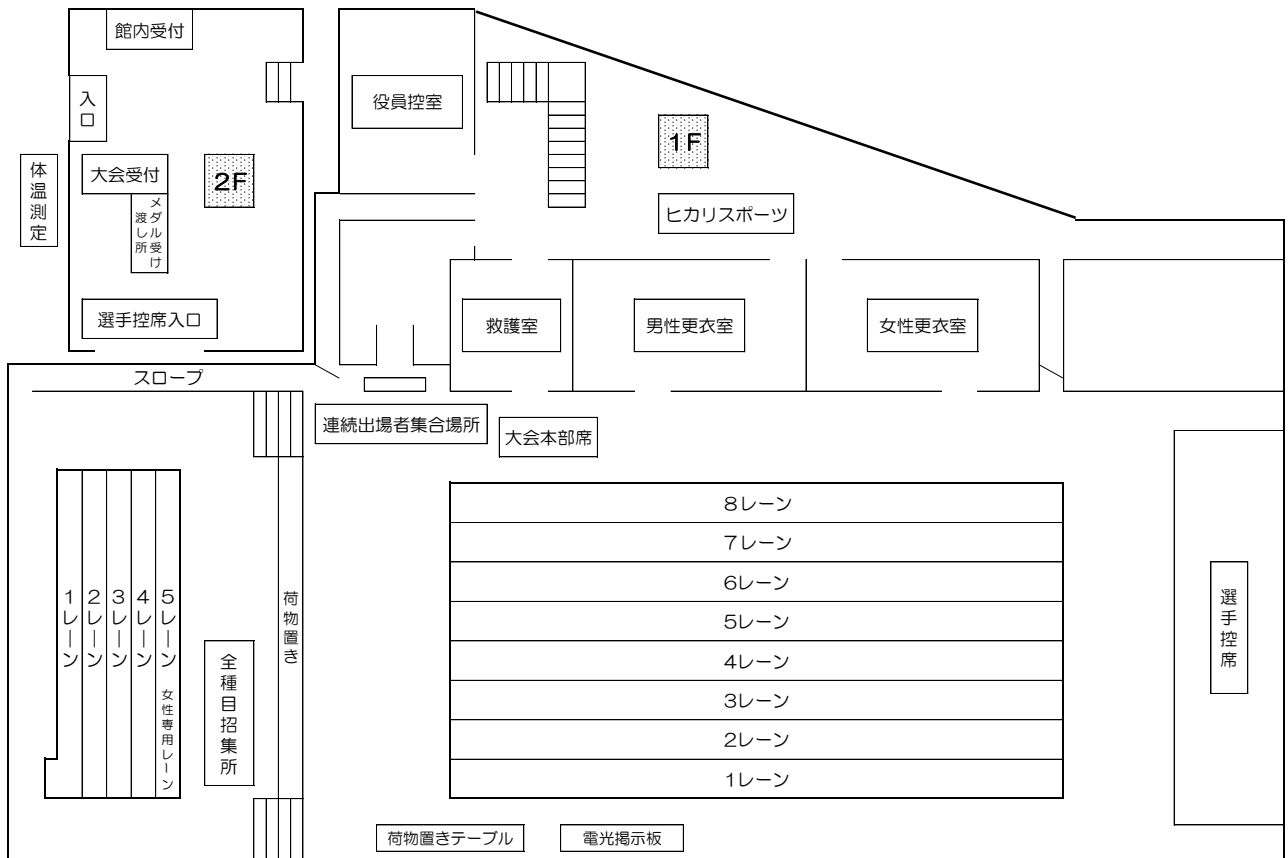 館内受付
入口
体温測定
大会受付
メダル受け
渡し所
2F
選手控席入口
役員控室
1F
ヒカリスポーツ
救護室
男性更衣室
女性更衣室
スロープ
連続出場者集合場所
大会本部席
1レーン
2レーン
3レーン
4レーン
5レーン 女性専用レーン
全種目招集所
荷物置き
8レーン
7レーン
6レーン
5レーン
4レーン
3レーン
2レーン
1レーン
選手控席
荷物置きテーブル
電光掲示板